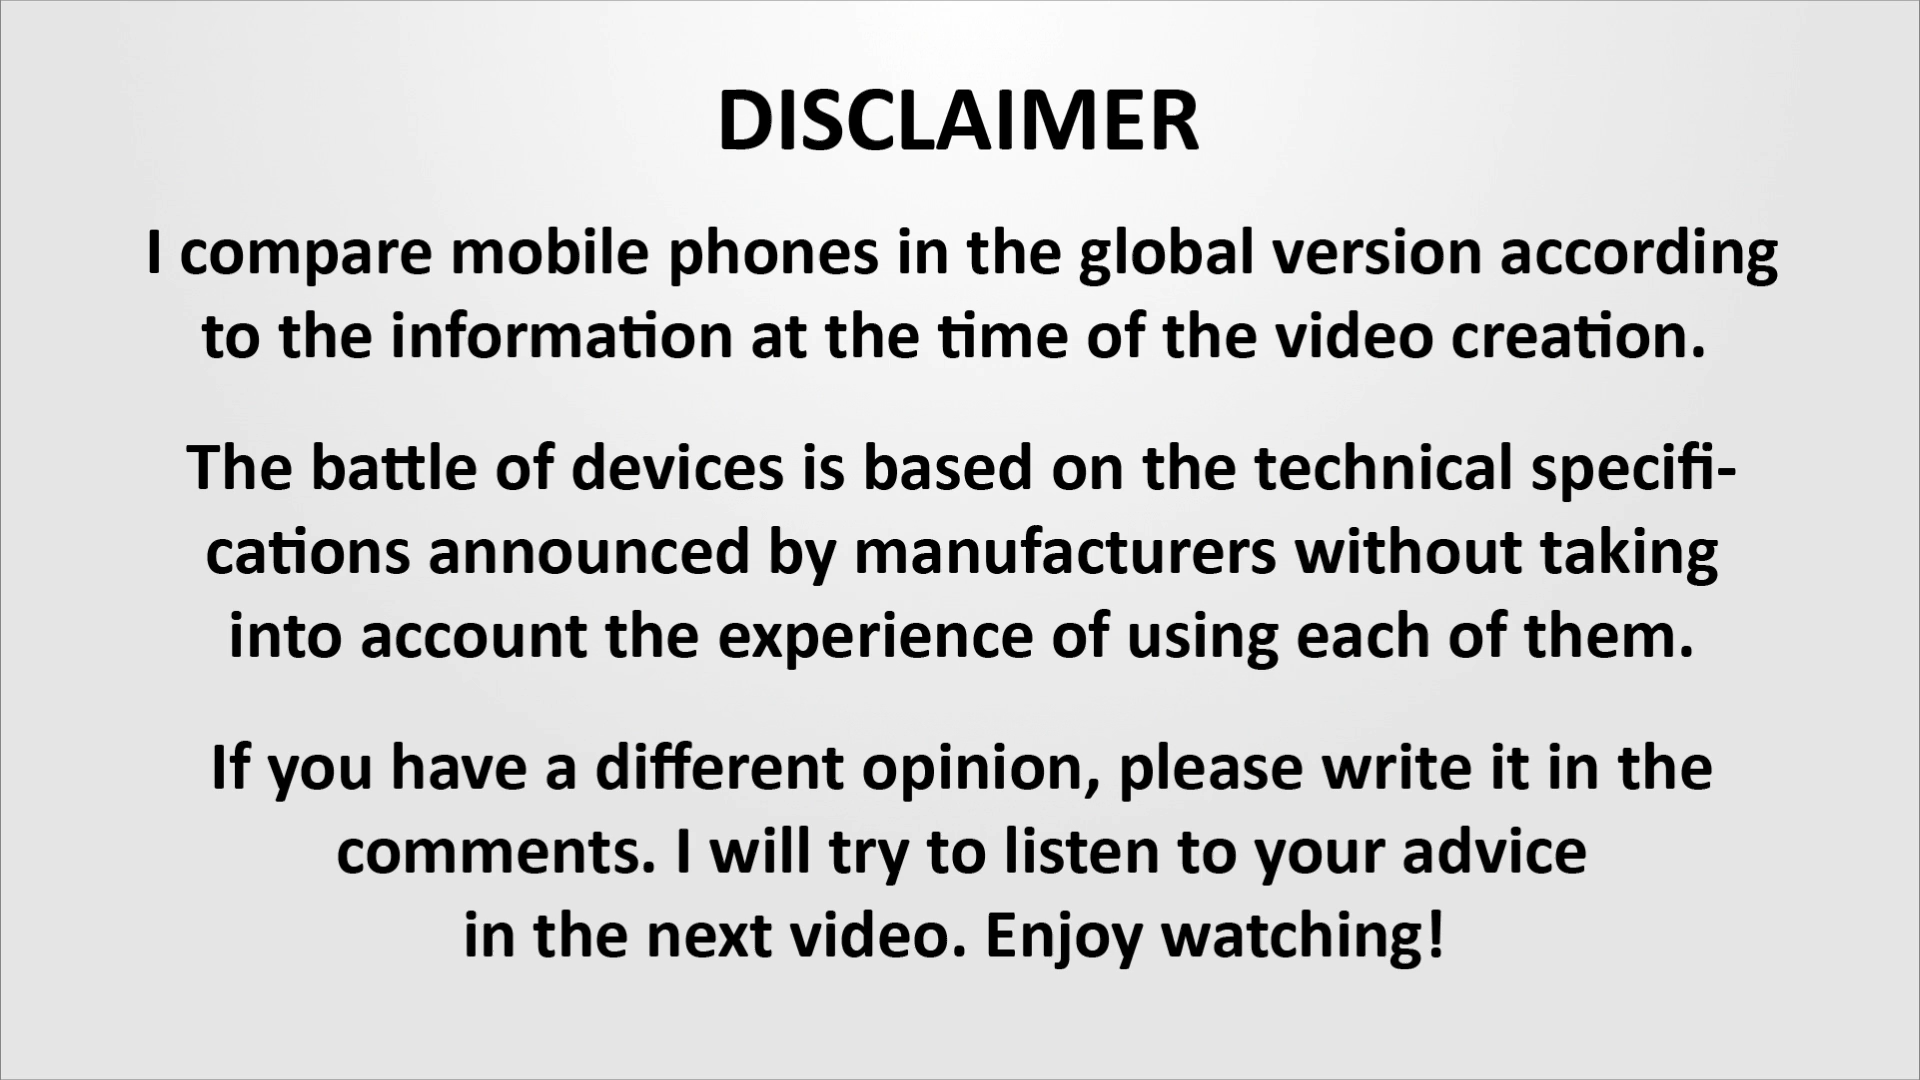 DISCLAIMER
I compare mobile phones in the global version according
to the information at the time of the video creation.
The battle of devices is based on the technical specifi-
cations announced by manufacturers without taking
into account the experience of using each of them.
If you have a different opinion, please write it in the
comments. I will try to listen to your advice
in the next video. Enjoy watching!